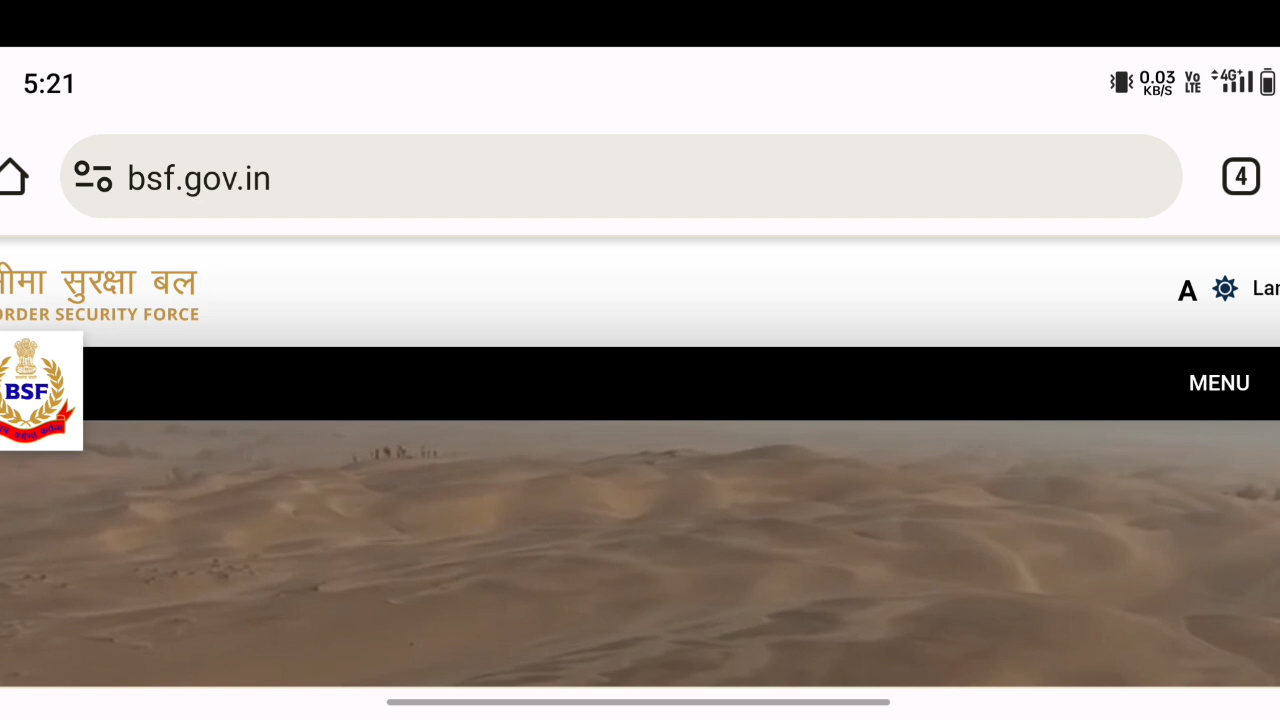 5:21
0.03
KB/S
Vo
LTE
4G+
bsf.gov.in
4
सीमा सुरक्षा बल
ORDER SECURITY FORCE
A
Lan
MENU
BSF